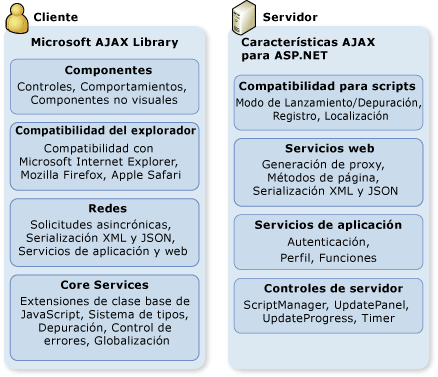 Cliente
Microsoft AJAX Library
Componentes
Controles, Comportamientos,
Componentes no visuales
Compatibilidad del explorador
Compatibilidad con
Microsoft Internet Explorer,
Mozilla Firefox, Apple Safari
Redes
Solicitudes asincrónicas,
Serialización XML y JSON,
Servicios de aplicación y web
Core Services
Extensiones de clase base de
JavaScript, Sistema de tipos,
Depuración, Control de
errores, Globalización
Servidor
Características AJAX
para ASP.NET
Compatibilidad para scripts
Modo de Lanzamiento/Depuración,
Registro, Localización
Servicios web
Generación de proxy,
Métodos de página,
Serialización XML y JSON
Servicios de aplicación
Autenticación,
Perfil, Funciones
Controles de servidor
ScriptManager, UpdatePanel,
UpdateProgress, Timer